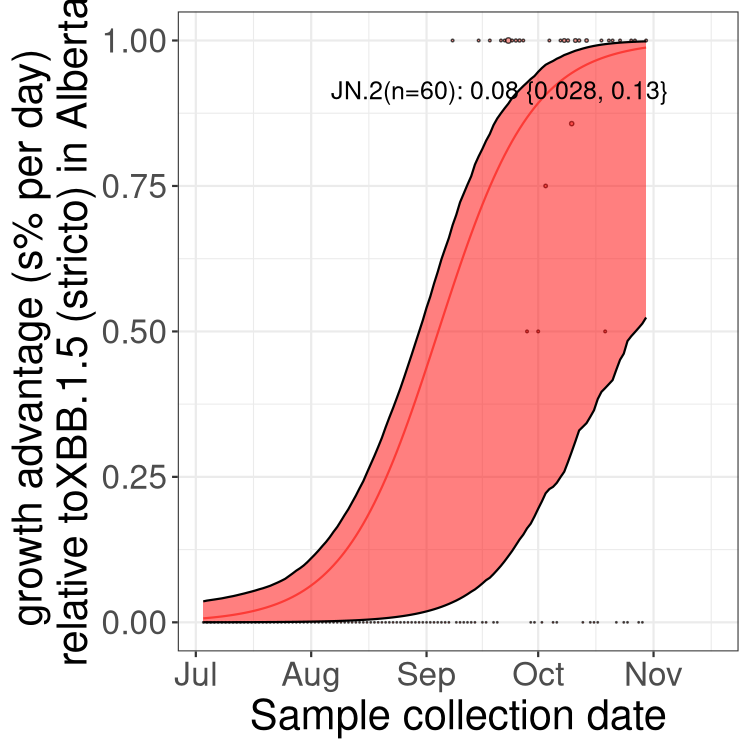 growth advantage (s% per day)
relative toXBB.1.5 (stricto) in Alberta
1.00
0.75
0.50
0.25
0.00
JN.2(n=60): 0.08 {0.028, 0.13}
Jul Aug Sep Oct Nov
Sample collection date